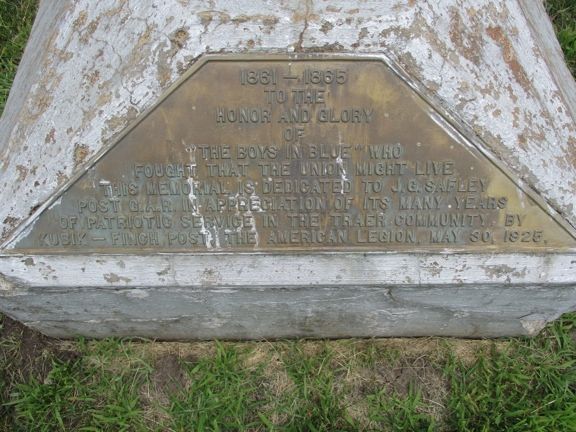 1861 – 1865
TO THE
HONOR AND GLORY
OF
"THE BOYS IN BLUE" WHO
FOUGHT THAT THE UNION MIGHT LIVE
THIS MEMORIAL IS DEDICATED TO J.G. SAFLEY
POST G.A.R. IN APPRECIATION OF ITS MANY YEARS
OF PATRIOTIC SERVICE IN THE TRAER COMMUNITY, BY
KUBIK – FINCH POST, THE AMERICAN LEGION, MAY 30, 1925.